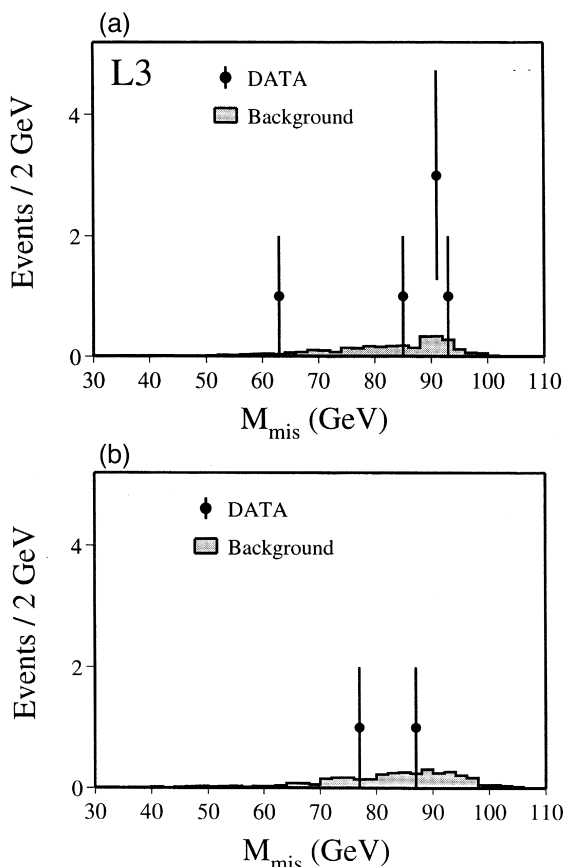 (a)
L3
DATA
Background
Events / 2 GeV
4
2
0
30 40 50 60 70 80 90 100 110
M_mis (GeV)
(b)
DATA
Background
Events / 2 GeV
4
2
0
30 40 50 60 70 80 90 100 110
M_mis (GeV)